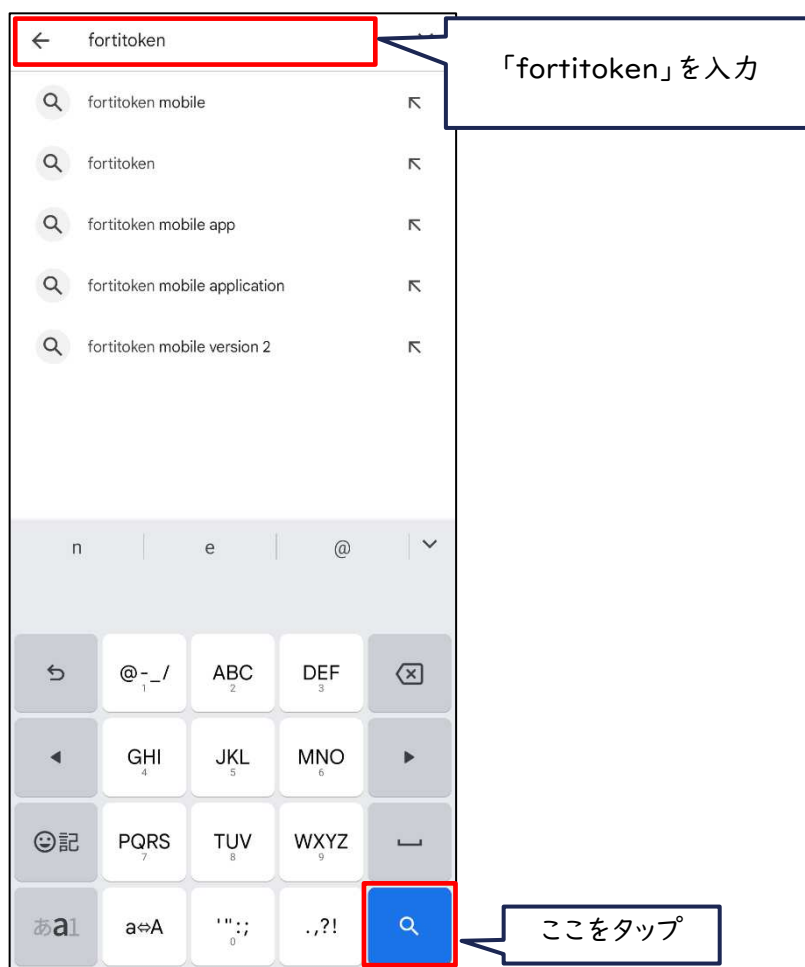 fortitoken
「fortitoken」を入力
fortitoken mobile
fortitoken
fortitoken mobile app
fortitoken mobile application
fortitoken mobile version 2
n e @
@-_/ ABC DEF
1 2 3
GHI JKL MNO
4 5 6
記 PQRS TUV WXYZ
7 8 9
あa1 a⇔A '":; .,?!
0
ここをタップ